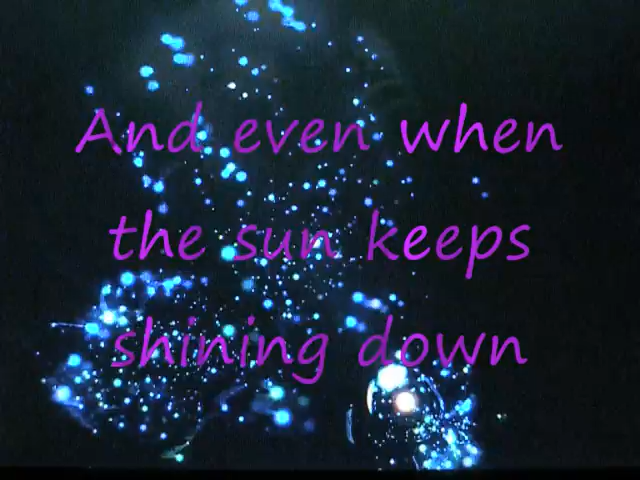 And even when
the sun keeps
shining down